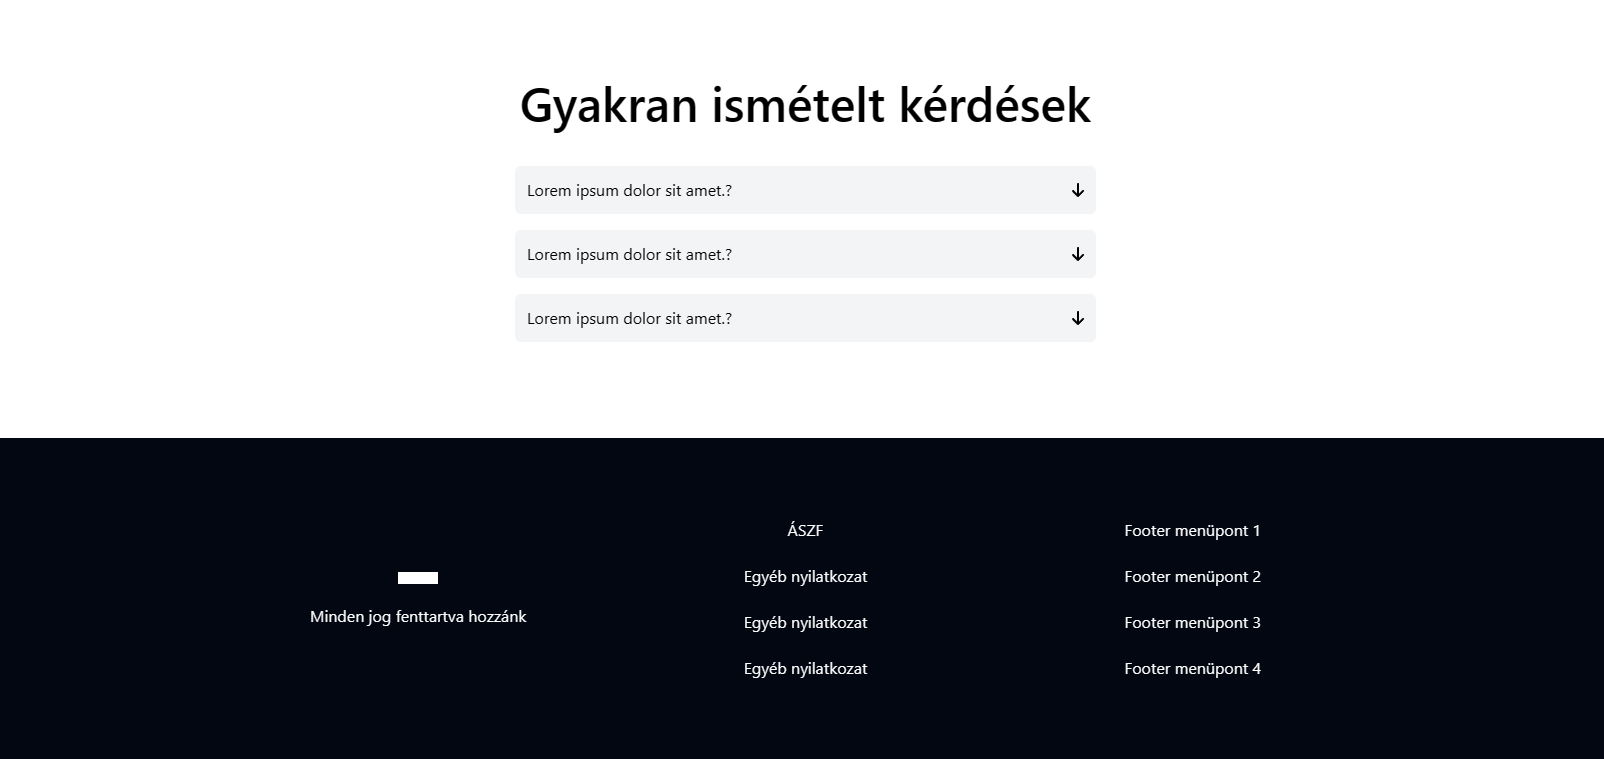 Gyakran ismételt kérdések
Lorem ipsum dolor sit amet.?
Lorem ipsum dolor sit amet.?
Lorem ipsum dolor sit amet.?
Minden jog fenttartva hozzánk
ÁSZF
Egyéb nyilatkozat
Egyéb nyilatkozat
Egyéb nyilatkozat
Footer menüpont 1
Footer menüpont 2
Footer menüpont 3
Footer menüpont 4